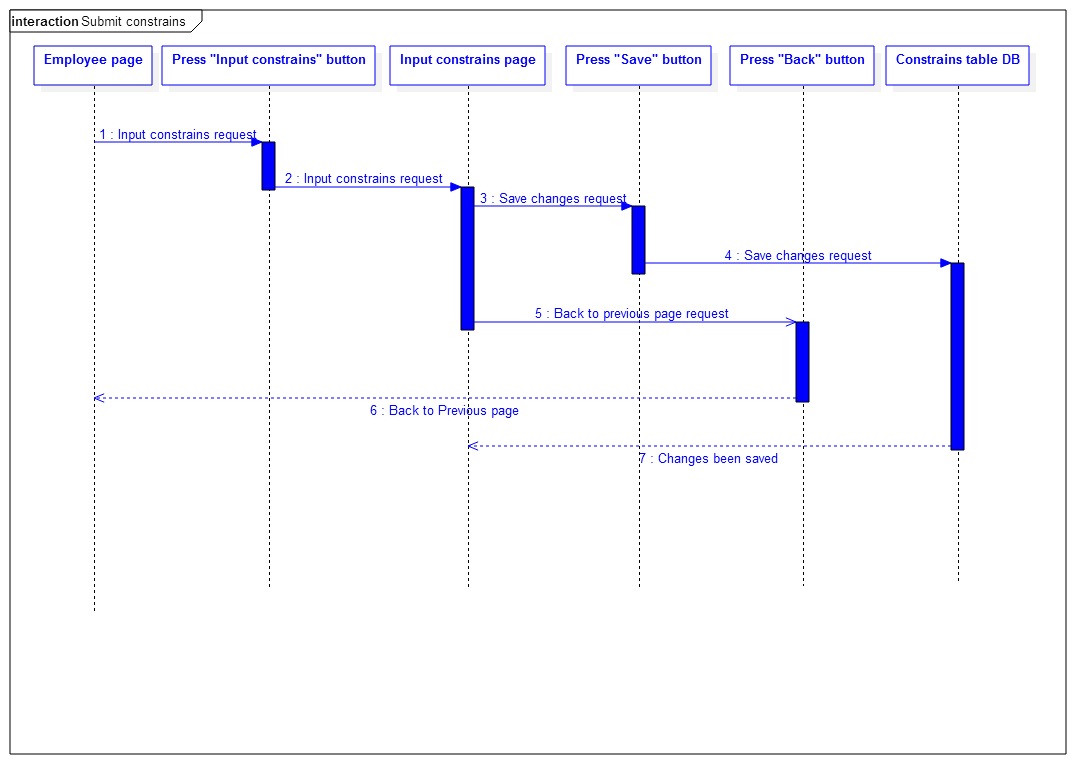 interaction Submit constrains
Employee page
Press "Input constrains" button
Input constrains page
Press "Save" button
Press "Back" button
Constrains table DB
1 : Input constrains request
2 : Input constrains request
3 : Save changes request
4 : Save changes request
5 : Back to previous page request
6 : Back to Previous page
7 : Changes been saved